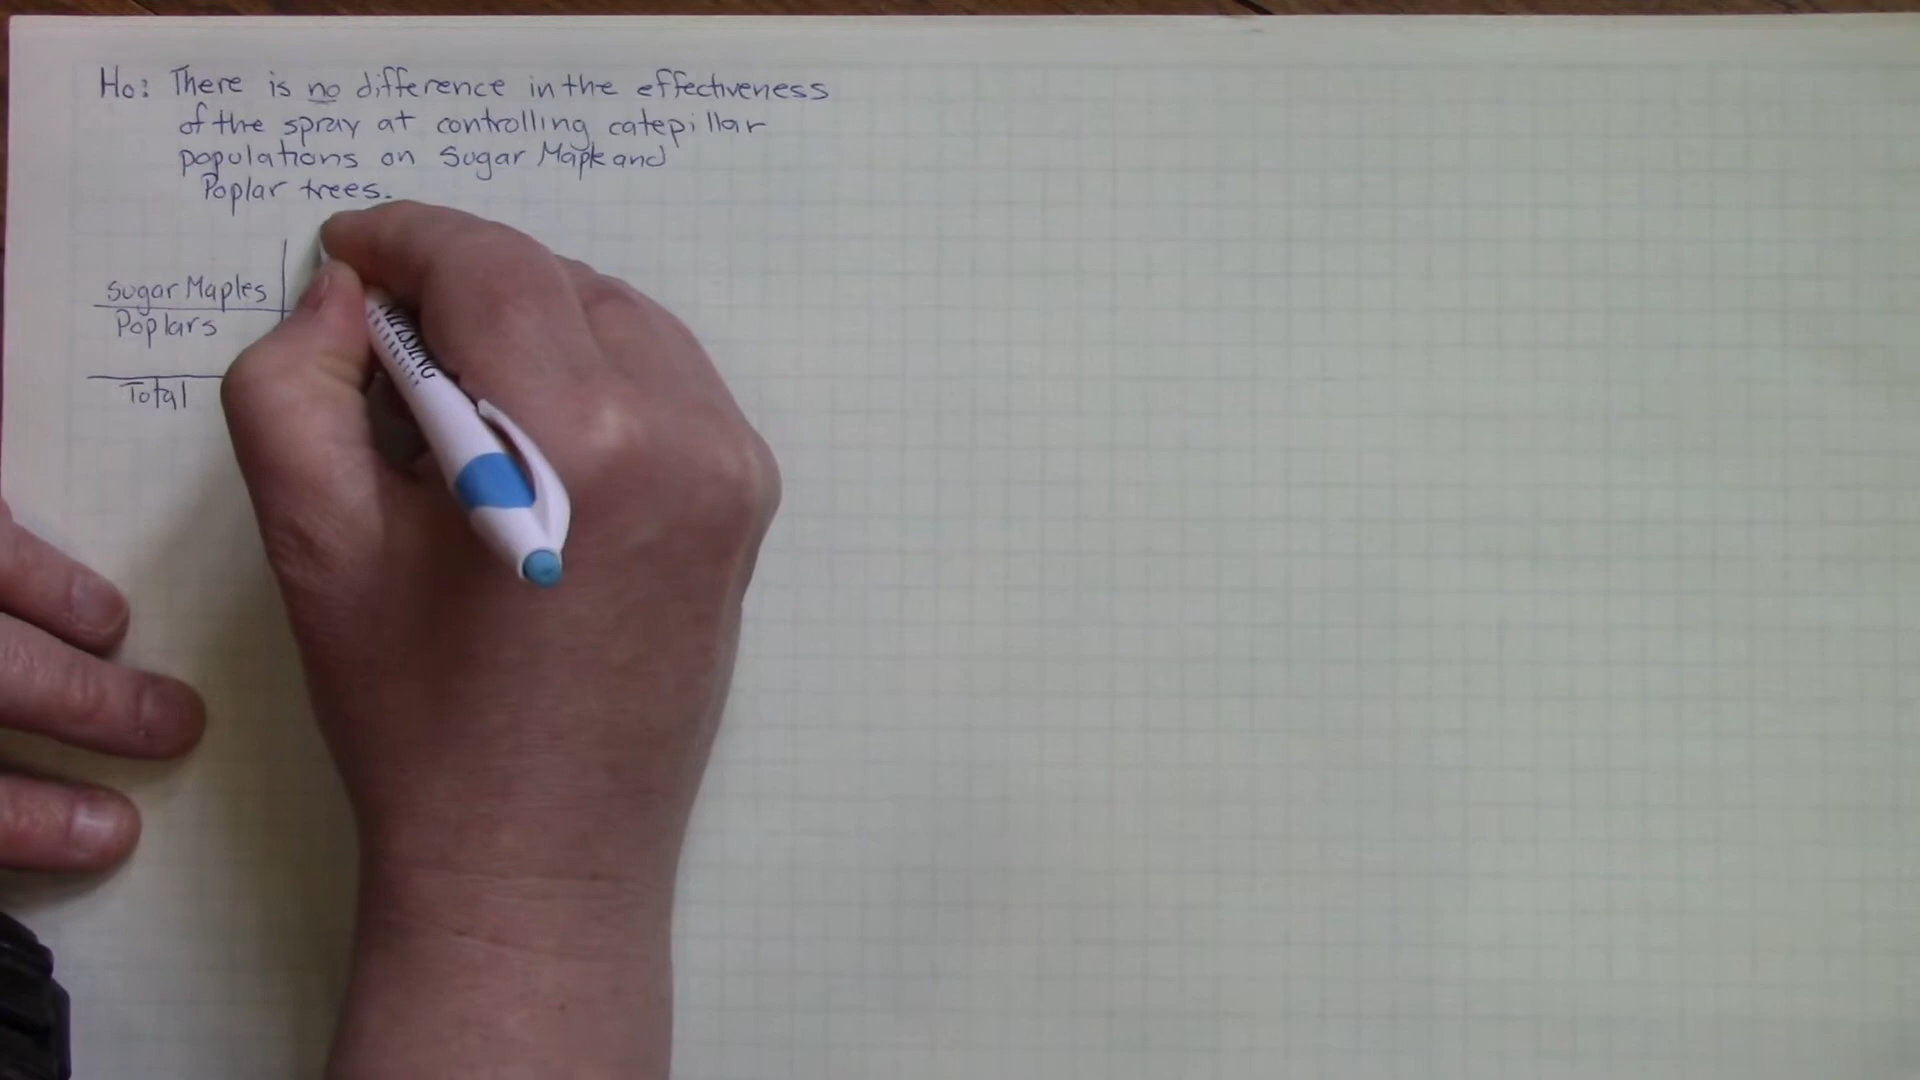 Ho: There is no difference in the effectiveness
of the spray at controlling catepillar
populations on Sugar Maple and
Poplar trees.
Sugar Maples
Poplars
Total